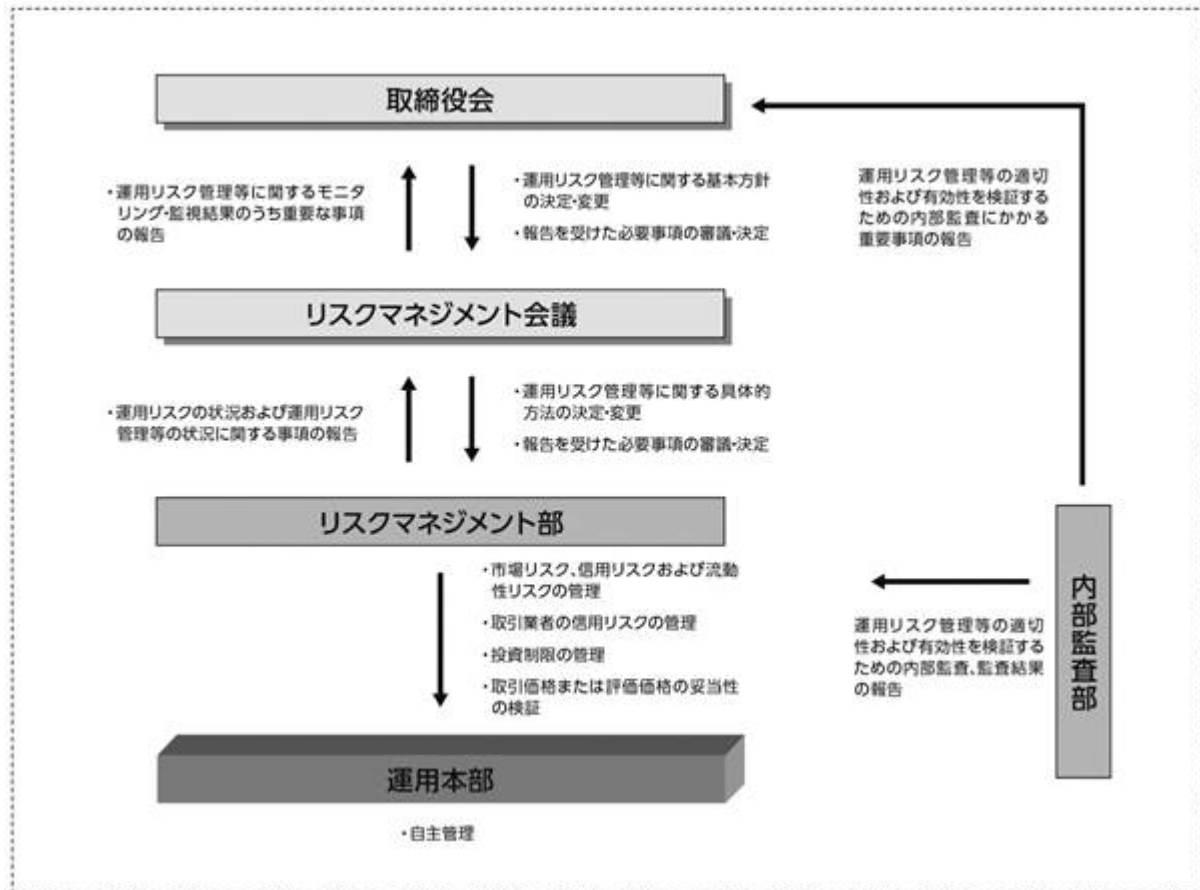 取締役会
・運用リスク管理等に関するモニタ
リング・監視結果のうち重要な事項
の報告
・運用リスク管理等に関する基本方針
の決定・変更
・報告を受けた必要事項の審議・決定
運用リスク管理等の適切
性および有効性を検証する
ための内部監査にかかる
重要事項の報告
リスクマネジメント会議
・運用リスクの状況および運用リスク
管理等の状況に関する事項の報告
・運用リスク管理等に関する具体的
方法の決定・変更
・報告を受けた必要事項の審議・決定
リスクマネジメント部
・市場リスク、信用リスクおよび流動
性リスクの管理
・取引業者の信用リスクの管理
・投資制限の管理
・取引価格または評価価格の妥当性
の検証
運用リスク管理等の適切
性および有効性を検証する
ための内部監査、監査結果
の報告
内部監査部
運用本部
・自主管理